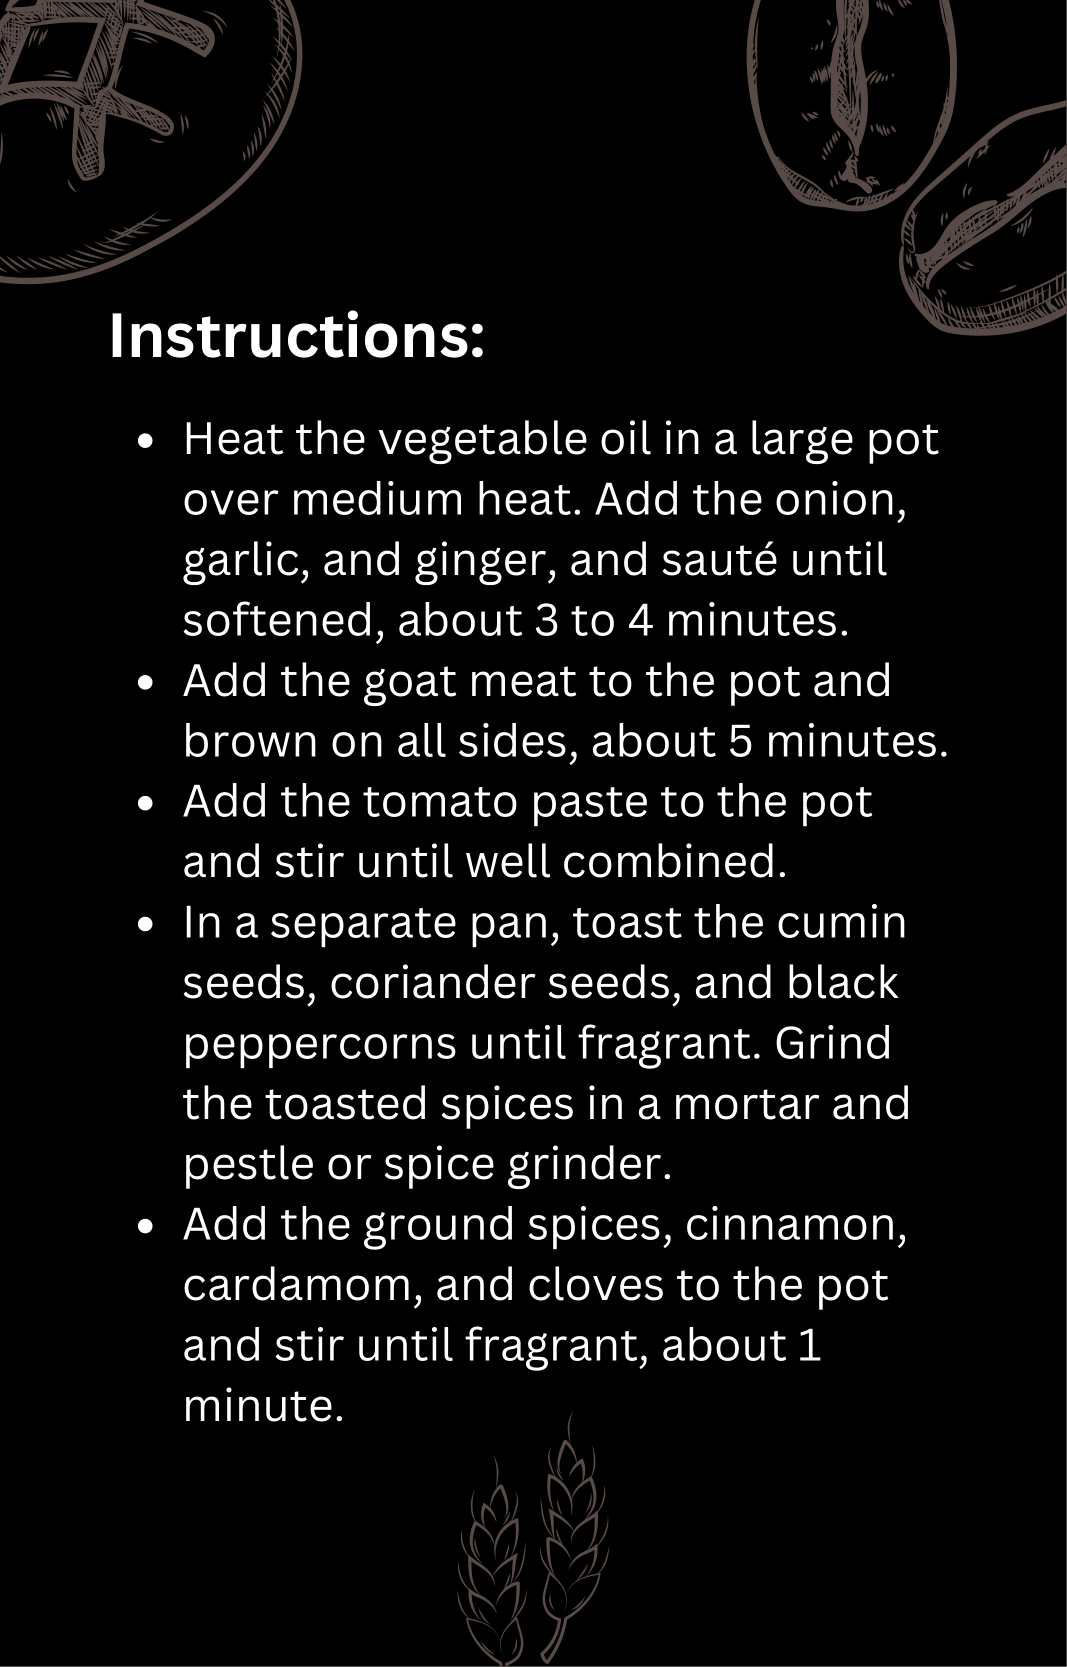 Instructions:
• Heat the vegetable oil in a large pot
over medium heat. Add the onion,
garlic, and ginger, and sauté until
softened, about 3 to 4 minutes.
• Add the goat meat to the pot and
brown on all sides, about 5 minutes.
• Add the tomato paste to the pot
and stir until well combined.
• In a separate pan, toast the cumin
seeds, coriander seeds, and black
peppercorns until fragrant. Grind
the toasted spices in a mortar and
pestle or spice grinder.
• Add the ground spices, cinnamon,
cardamom, and cloves to the pot
and stir until fragrant, about 1
minute.